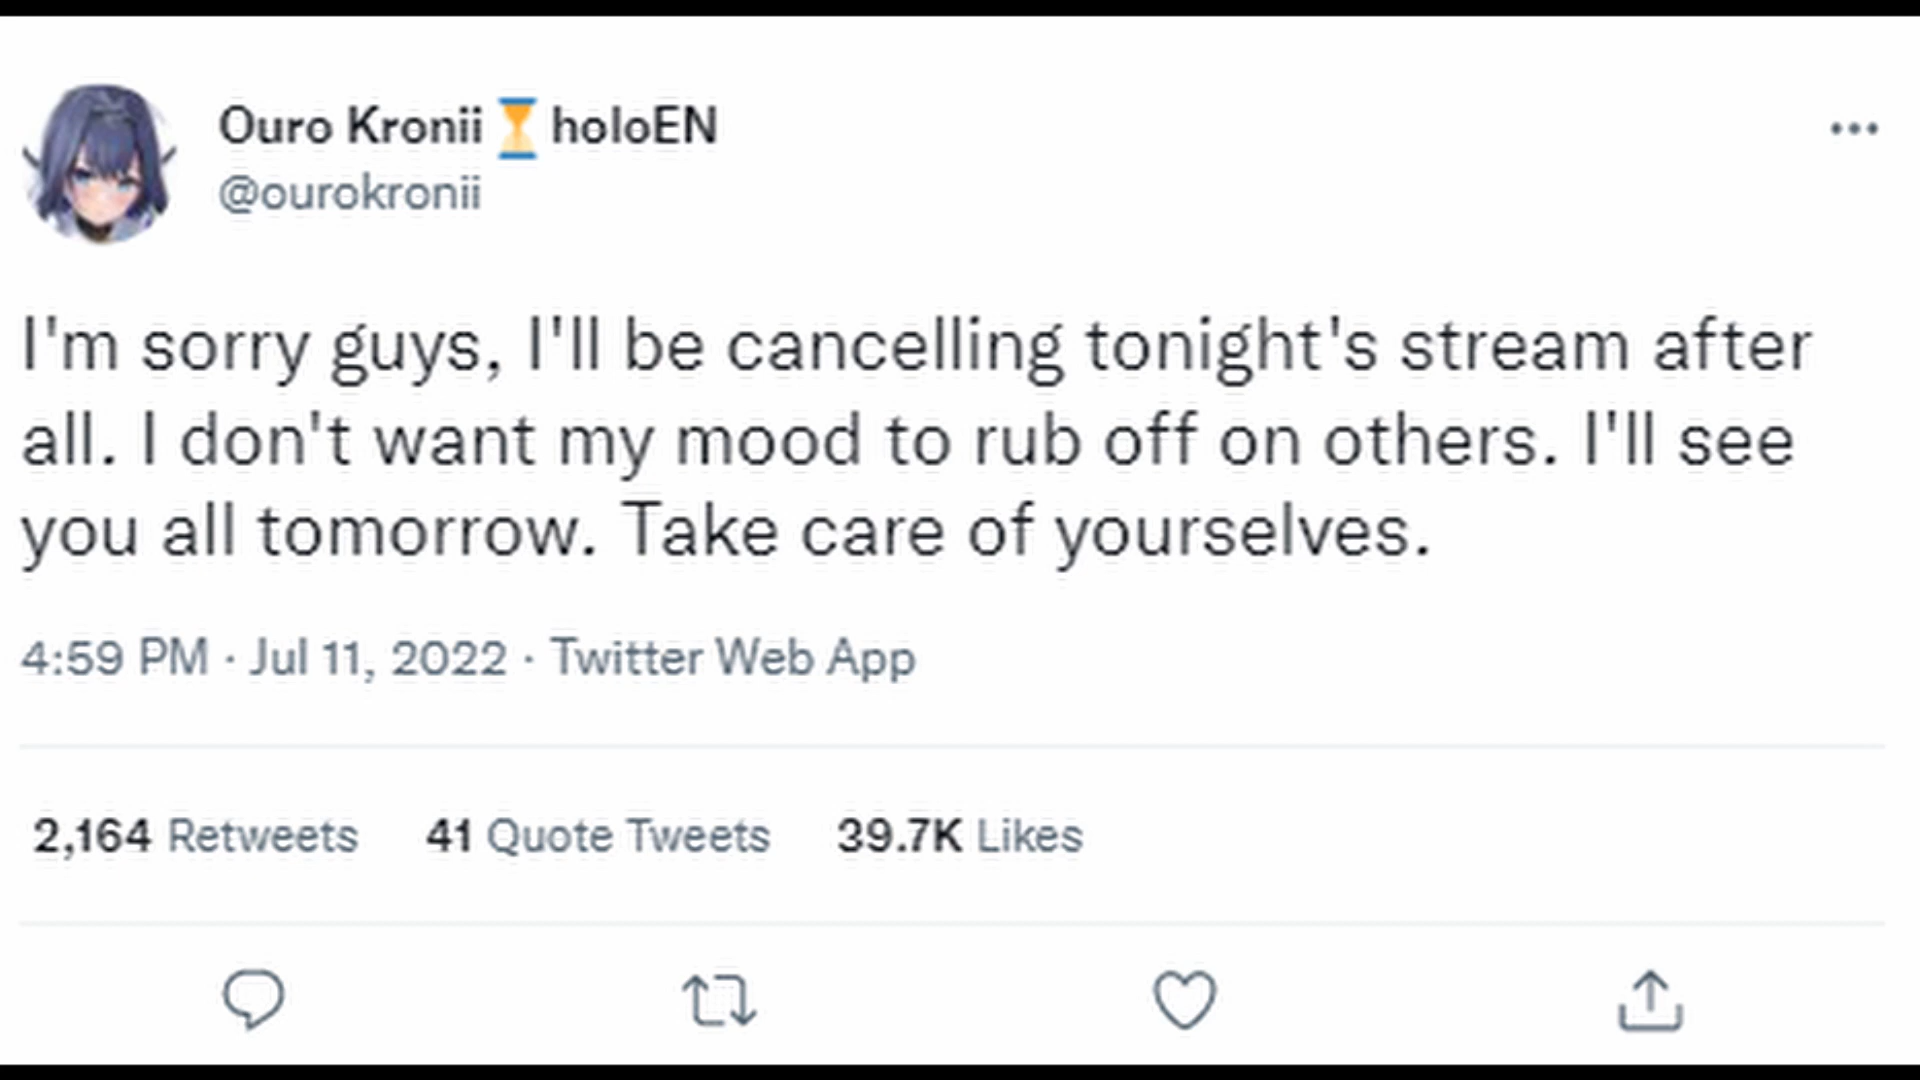 Ouro Kronii⌛holoEN
@ourokronii
I'm sorry guys, I'll be cancelling tonight's stream after
all. I don't want my mood to rub off on others. I'll see
you all tomorrow. Take care of yourselves.
4:59 PM · Jul 11, 2022 · Twitter Web App
2,164 Retweets 41 Quote Tweets 39.7K Likes